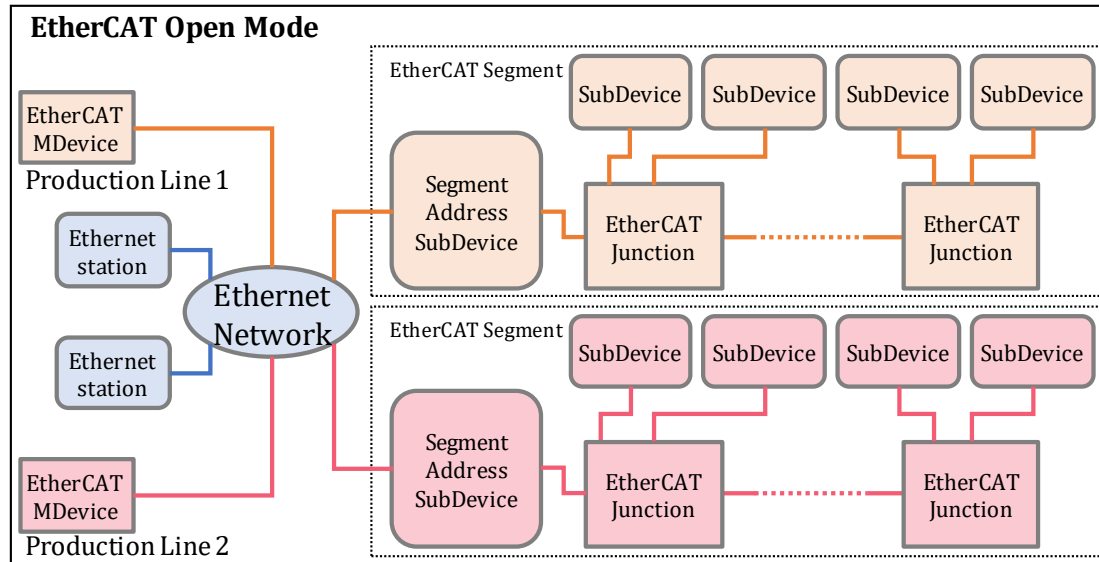 EtherCAT Open Mode
EtherCAT
MDevice
Production Line 1
Ethernet
station
Ethernet
Network
Ethernet
station
EtherCAT
MDevice
Production Line 2
EtherCAT Segment
SubDevice
SubDevice
SubDevice
SubDevice
Segment
Address
SubDevice
EtherCAT
Junction
EtherCAT
Junction
EtherCAT Segment
SubDevice
SubDevice
SubDevice
SubDevice
Segment
Address
SubDevice
EtherCAT
Junction
EtherCAT
Junction